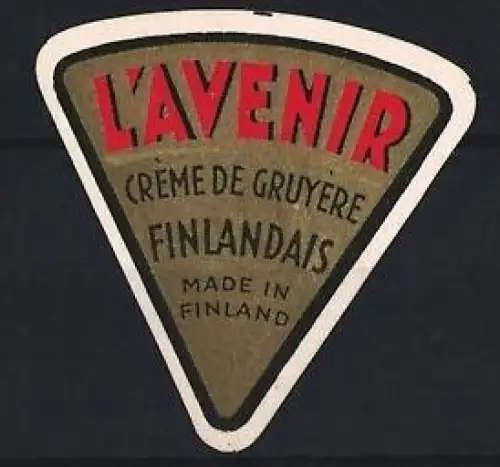 L'AVENIR
CRÈME DE GRUYÈRE
FINLANDAIS
MADE IN
FINLAND